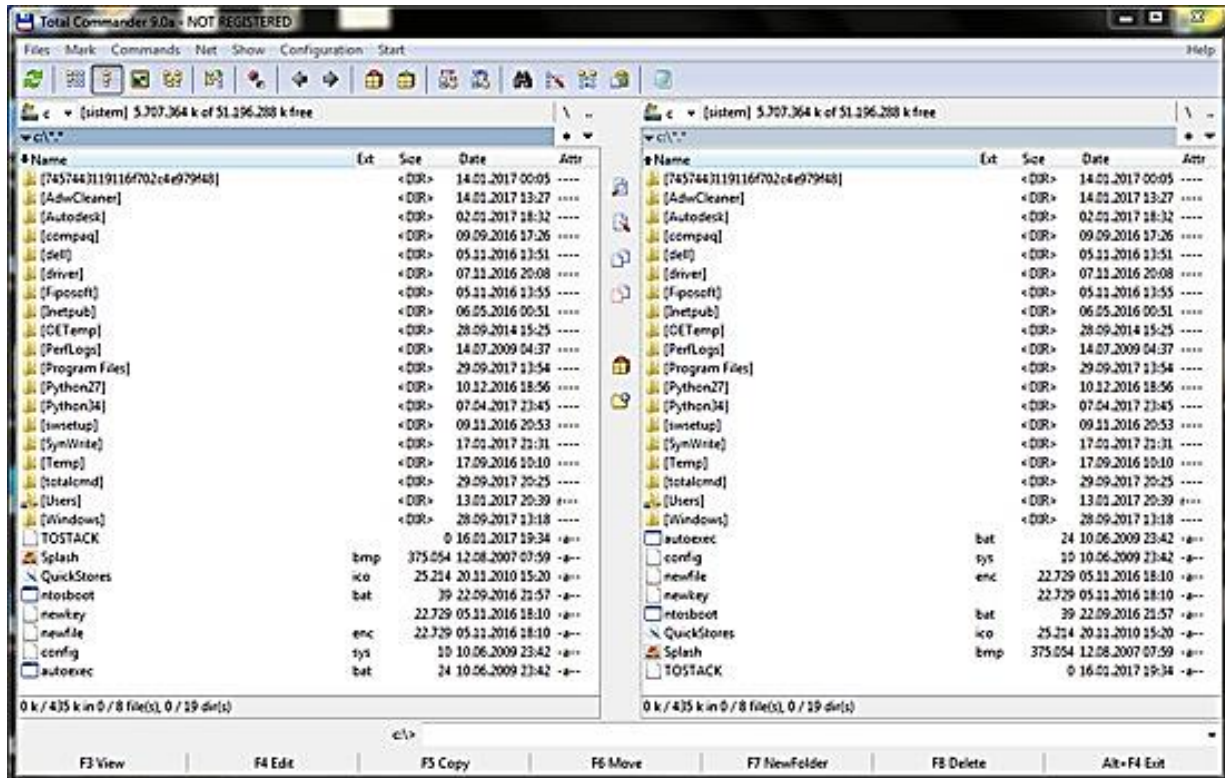 Total Commander 9.0a - NOT REGISTERED
Files Mark Commands Net Show Configuration Start Help
c [sistem] 5.707.364 k of 51.196.288 k free \ ..
c:\*.* * 
Name Ext Size Date Attr
[AdwCleaner] <DIR> 14.01.2017 13:27 ----
[Autodesk] <DIR> 02.01.2017 18:32 ----
[compaq] <DIR> 09.09.2016 17:26 ----
[dell] <DIR> 05.11.2016 13:51 ----
[driver] <DIR> 07.11.2016 20:08 ----
[Fiposoft] <DIR> 05.11.2016 13:55 ----
[Inetpub] <DIR> 06.05.2016 00:51 ----
[OETemp] <DIR> 28.09.2014 15:25 ----
[PerfLogs] <DIR> 14.07.2009 04:37 ----
[Program Files] <DIR> 29.09.2017 13:54 ----
[Python27] <DIR> 10.12.2016 18:56 ----
[Python34] <DIR> 07.04.2017 23:45 ----
[swsetup] <DIR> 09.11.2016 20:53 ----
[SynWrite] <DIR> 17.01.2017 21:31 ----
[Temp] <DIR> 17.09.2016 10:10 ----
[totalcmd] <DIR> 29.09.2017 20:25 ----
[Users] <DIR> 13.01.2017 20:39 r---
[Windows] <DIR> 28.09.2017 13:18 ----
TOSTACK 0 16.01.2017 19:34 -a--
Splash bmp 375.054 12.08.2007 07:59 -a--
QuickStores ico 25.214 20.11.2010 15:20 -a--
ntosboot bat 39 22.09.2016 21:57 -a--
newkey 22.729 05.11.2016 18:10 -a--
newfile enc 22.729 05.11.2016 18:10 -a--
config sys 10 10.06.2009 23:42 -a--
autoexec bat 24 10.06.2009 23:42 -a--
0 k / 435 k in 0 / 8 file(s), 0 / 19 dir(s)
c [sistem] 5.707.364 k of 51.196.288 k free \ ..
c:\*.* *
Name Ext Size Date Attr
[AdwCleaner] <DIR> 14.01.2017 13:27 ----
[Autodesk] <DIR> 02.01.2017 18:32 ----
[compaq] <DIR> 09.09.2016 17:26 ----
[dell] <DIR> 05.11.2016 13:51 ----
[driver] <DIR> 07.11.2016 20:08 ----
[Fiposoft] <DIR> 05.11.2016 13:55 ----
[Inetpub] <DIR> 06.05.2016 00:51 ----
[OETemp] <DIR> 28.09.2014 15:25 ----
[PerfLogs] <DIR> 14.07.2009 04:37 ----
[Program Files] <DIR> 29.09.2017 13:54 ----
[Python27] <DIR> 10.12.2016 18:56 ----
[Python34] <DIR> 07.04.2017 23:45 ----
[swsetup] <DIR> 09.11.2016 20:53 ----
[SynWrite] <DIR> 17.01.2017 21:31 ----
[Temp] <DIR> 17.09.2016 10:10 ----
[totalcmd] <DIR> 29.09.2017 20:25 ----
[Users] <DIR> 13.01.2017 20:39 r---
[Windows] <DIR> 28.09.2017 13:18 ----
autoexec bat 24 10.06.2009 23:42 -a--
config sys 10 10.06.2009 23:42 -a--
newfile enc 22.729 05.11.2016 18:10 -a--
newkey 22.729 05.11.2016 18:10 -a--
ntosboot bat 39 22.09.2016 21:57 -a--
QuickStores ico 25.214 20.11.2010 15:20 -a--
Splash bmp 375.054 12.08.2007 07:59 -a--
TOSTACK 0 16.01.2017 19:34 -a--
0 k / 435 k in 0 / 8 file(s), 0 / 19 dir(s)
c:\>
F3 View F4 Edit F5 Copy F6 Move F7 NewFolder F8 Delete Alt+F4 Exit